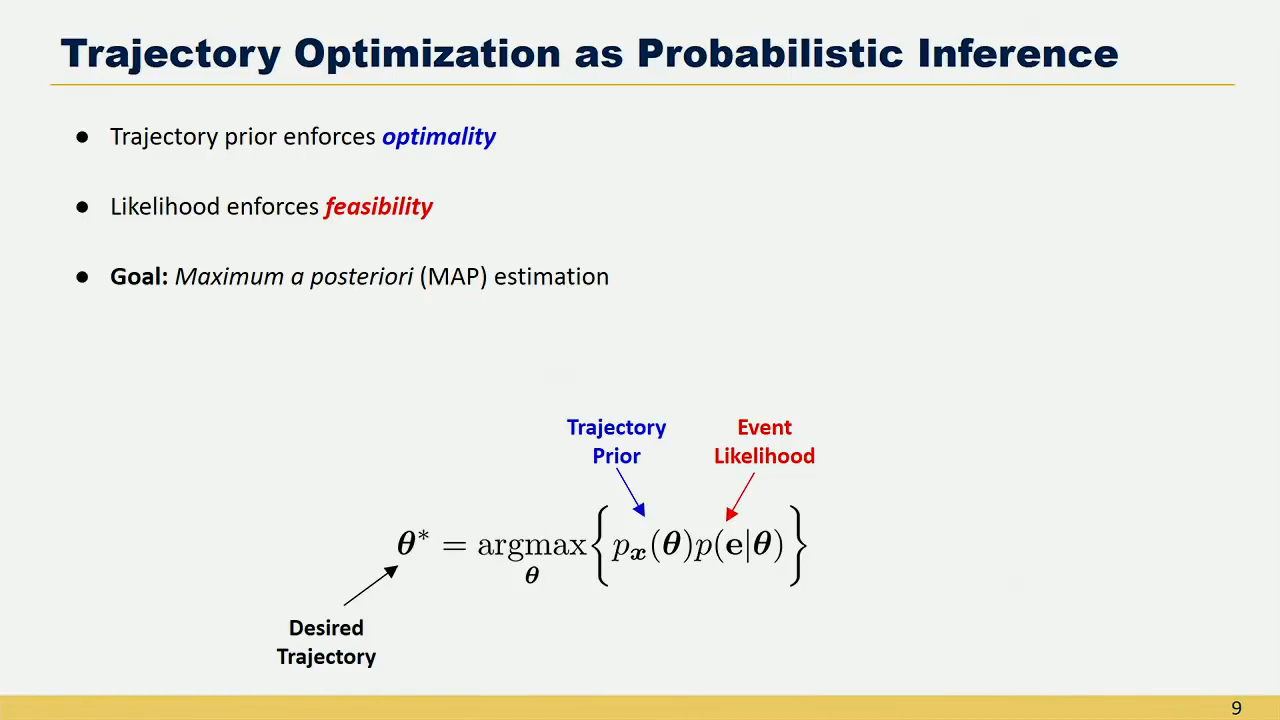 Trajectory Optimization as Probabilistic Inference
● Trajectory prior enforces optimality
● Likelihood enforces feasibility
● Goal: Maximum a posteriori (MAP) estimation
Trajectory
Prior
Event
Likelihood
θ* = argmax{p_x(θ)p(e|θ)}
θ
Desired
Trajectory
9